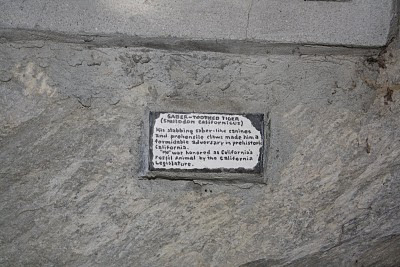 SABER-TOOTHED TIGER
(SMILODON CALIFORNICUS)
His stabbing saber-like canines
and prehensile claws made him a
formidable adversary in prehistoric
California.
"He" was honored as California's
Fossil Animal by the California
Legislature.